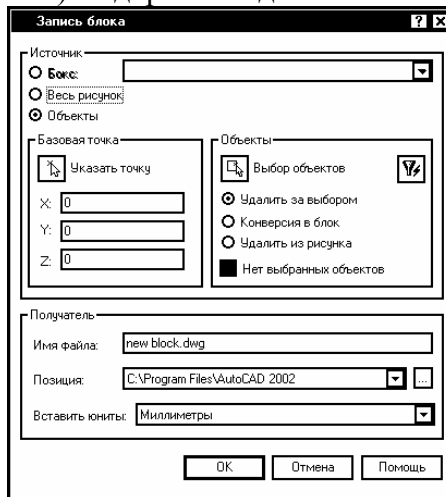 Запись блока
Источник
Бокс:
Весь рисунок
Объекты
Базовая точка
Указать точку
X: 0
Y: 0
Z: 0
Объекты
Выбор объектов
Удалить за выбором
Конверсия в блок
Удалить из рисунка
Нет выбранных объектов
Получатель
Имя файла: new block.dwg
Позиция: C:\Program Files\AutoCAD 2002 ...
Вставить юниты: Миллиметры
OK Отмена Помощь